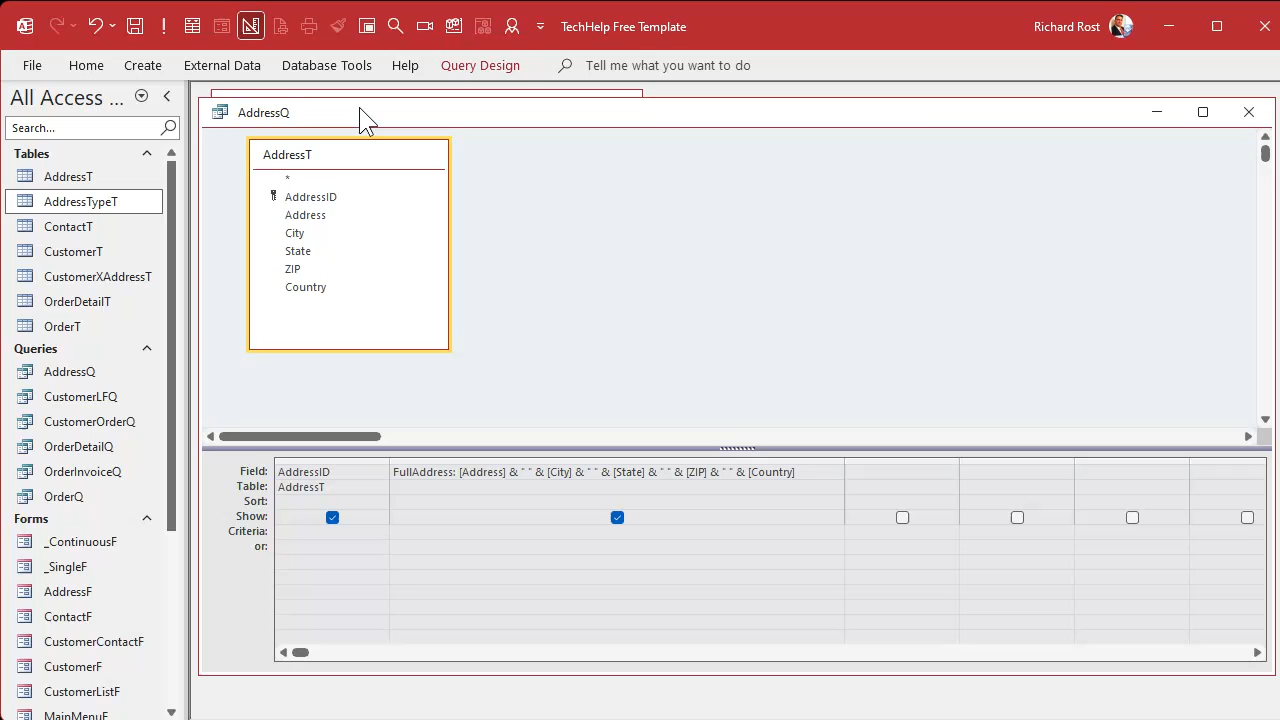 TechHelp Free Template
Richard Rost
File Home Create External Data Database Tools Help Query Design Tell me what you want to do
All Access ...
Search...
Tables
AddressT
AddressTypeT
ContactT
CustomerT
CustomerXAddressT
OrderDetailT
OrderT
Queries
AddressQ
CustomerLFQ
CustomerOrderQ
OrderDetailQ
OrderInvoiceQ
OrderQ
Forms
_ContinuousF
_SingleF
AddressF
ContactF
CustomerContactF
CustomerF
CustomerListF
MainMenuF
AddressQ
AddressT
*
AddressID
Address
City
State
ZIP
Country
Field: AddressID FullAddress: [Address] & " " & [City] & " " & [State] & " " & [ZIP] & " " & [Country]
Table: AddressT
Sort:
Show:
Criteria:
or: